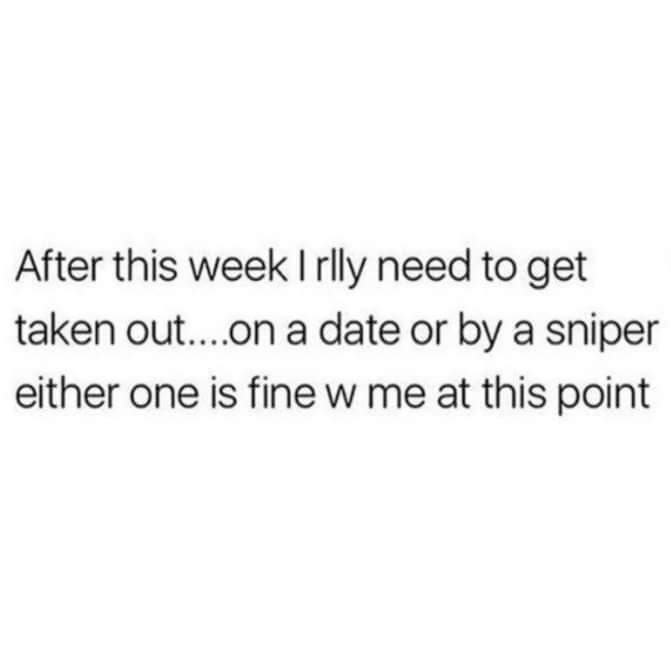 After this week I rlly need to get
taken out....on a date or by a sniper
either one is fine w me at this point